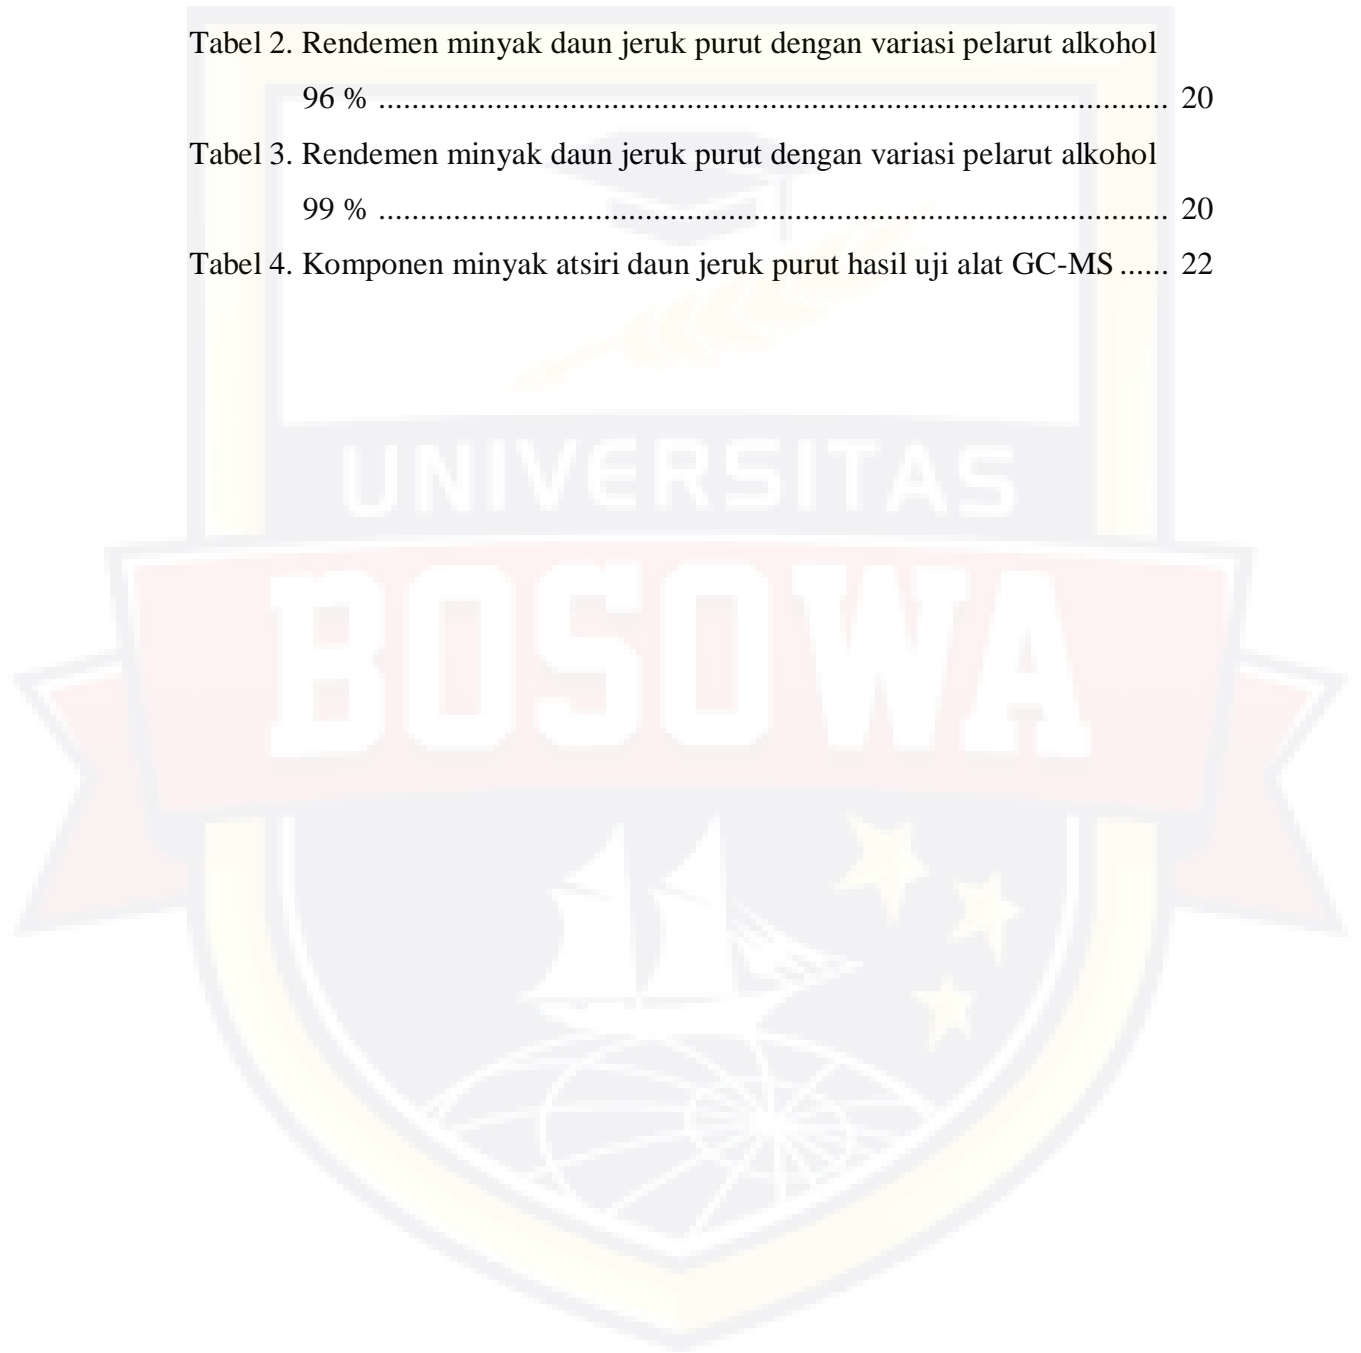 Tabel 2. Rendemen minyak daun jeruk purut dengan variasi pelarut alkohol
96 % ............................................................................................... 20
Tabel 3. Rendemen minyak daun jeruk purut dengan variasi pelarut alkohol
99 % ............................................................................................... 20
Tabel 4. Komponen minyak atsiri daun jeruk purut hasil uji alat GC-MS ...... 22
UNIVERSITAS
BOSOWA